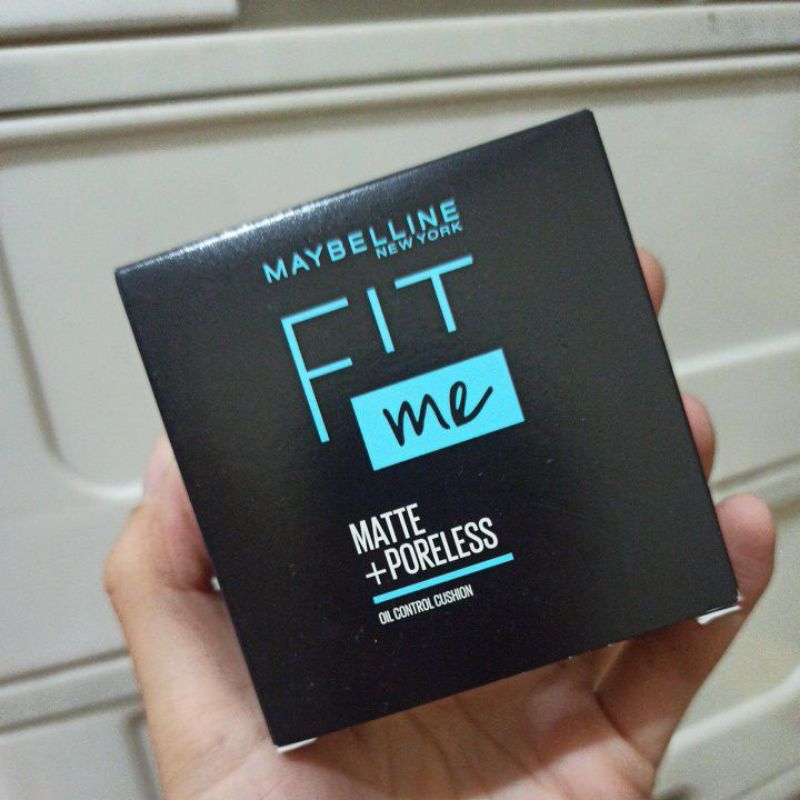 MAYBELLINE
NEW YORK
FIT
me
MATTE
+PORELESS
OIL CONTROL CUSHION